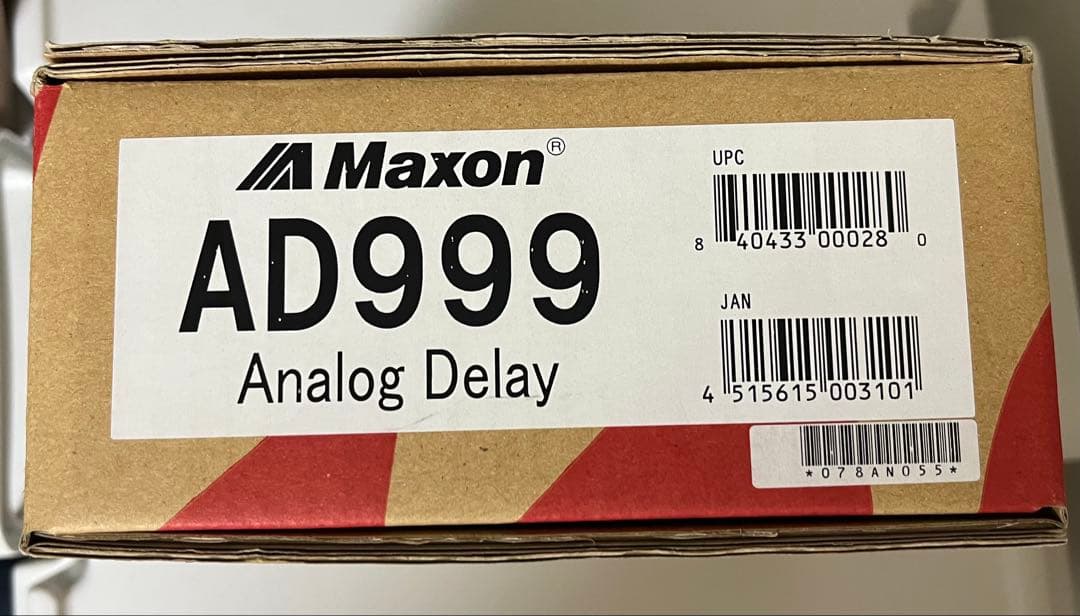 Maxon®
AD999
Analog Delay
UPC
8 40433 00028 0
JAN
4 515615 003101
*078AN055*